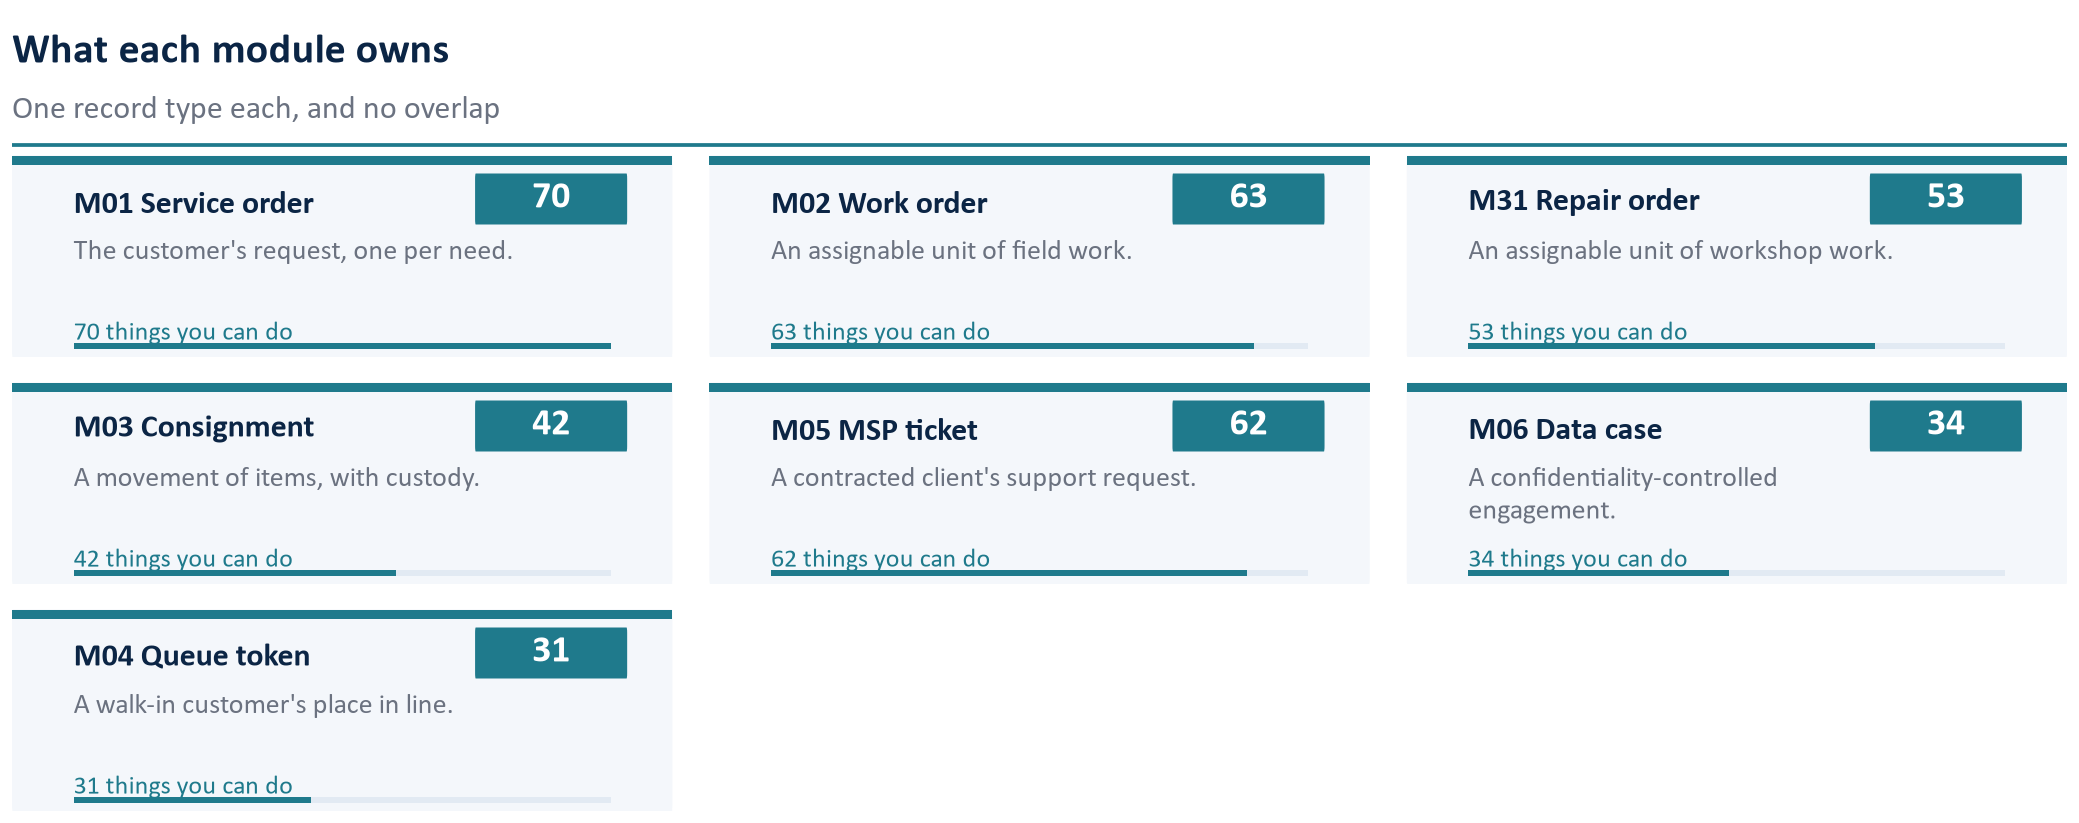 What each module owns
One record type each, and no overlap
M01 Service order
70
The customer's request, one per need.
70 things you can do
M02 Work order
63
An assignable unit of field work.
63 things you can do
M31 Repair order
53
An assignable unit of workshop work.
53 things you can do
M03 Consignment
42
A movement of items, with custody.
42 things you can do
M05 MSP ticket
62
A contracted client's support request.
62 things you can do
M06 Data case
34
A confidentiality-controlled
engagement.
34 things you can do
M04 Queue token
31
A walk-in customer's place in line.
31 things you can do